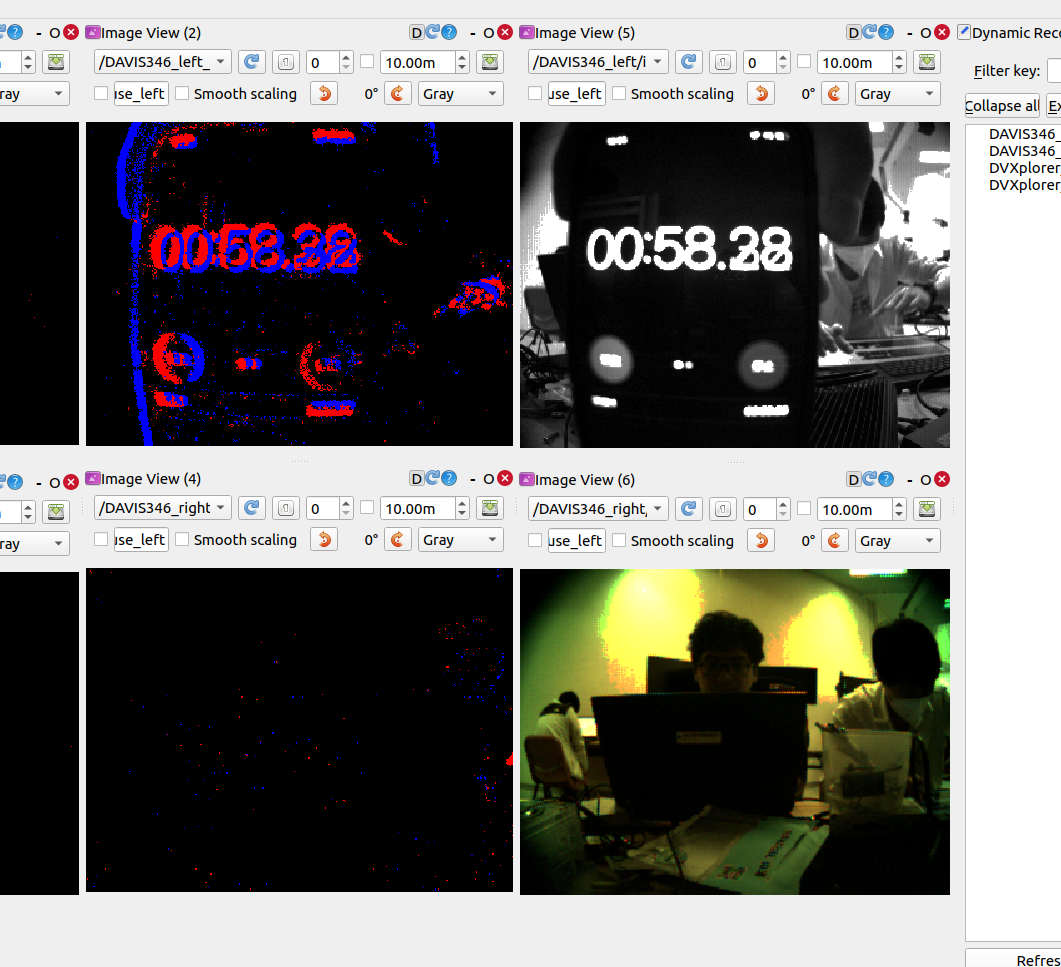 - O
Image View (2)
D
- O
Image View (5)
D
- O
Dynamic Reco
/DAVIS346_left_
0
10.00m
/DAVIS346_left/i
0
10.00m
Filter key:
ray
use_left
Smooth scaling
0°
Gray
use_left
Smooth scaling
0°
Gray
Collapse all
Ex
DAVIS346_
DAVIS346_
DVXplorer
DVXplorer
00:58.38
00:58.28
- O
Image View (4)
D
- O
Image View (6)
D
- O
/DAVIS346_right
0
10.00m
/DAVIS346_right/
0
10.00m
ray
use_left
Smooth scaling
0°
Gray
use_left
Smooth scaling
0°
Gray
Refres